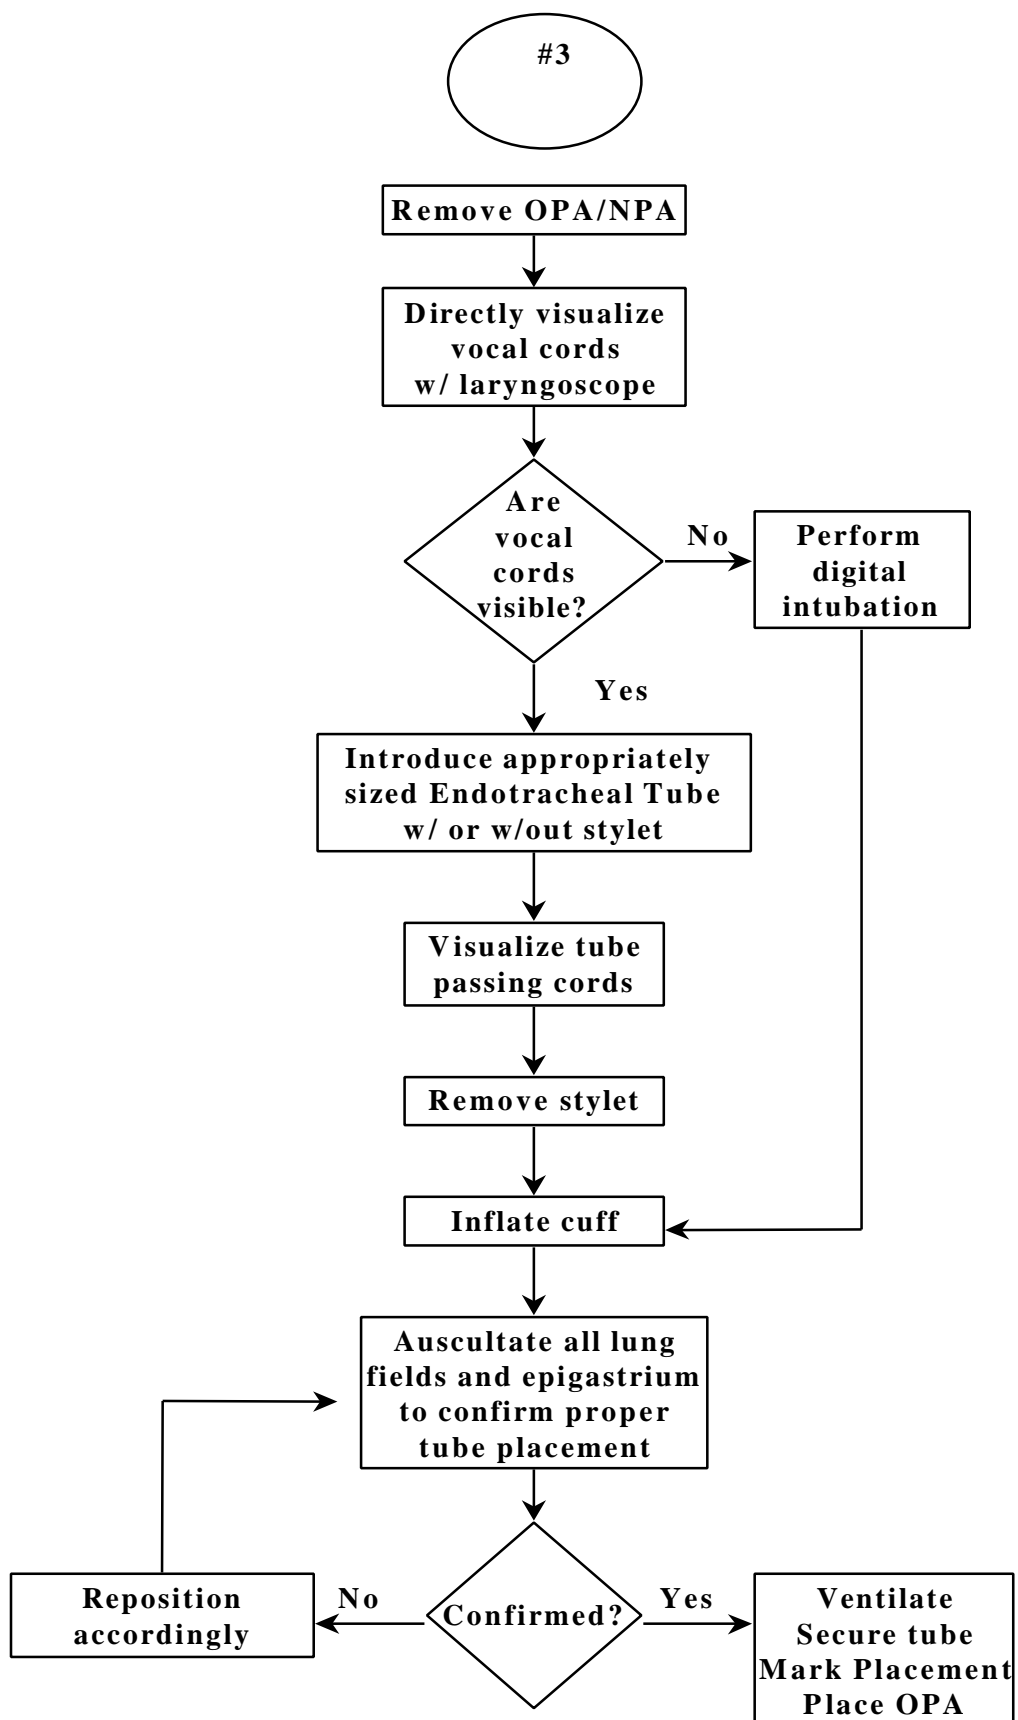 #3
Remove OPA/NPA
Directly visualize
vocal cords
w/ laryngoscope
Are
vocal
cords
visible?
No
Perform
digital
intubation
Yes
Introduce appropriately
sized Endotracheal Tube
w/ or w/out stylet
Visualize tube
passing cords
Remove stylet
Inflate cuff
Auscultate all lung
fields and epigastrium
to confirm proper
tube placement
Confirmed?
No
Reposition
accordingly
Yes
Ventilate
Secure tube
Mark Placement
Place OPA